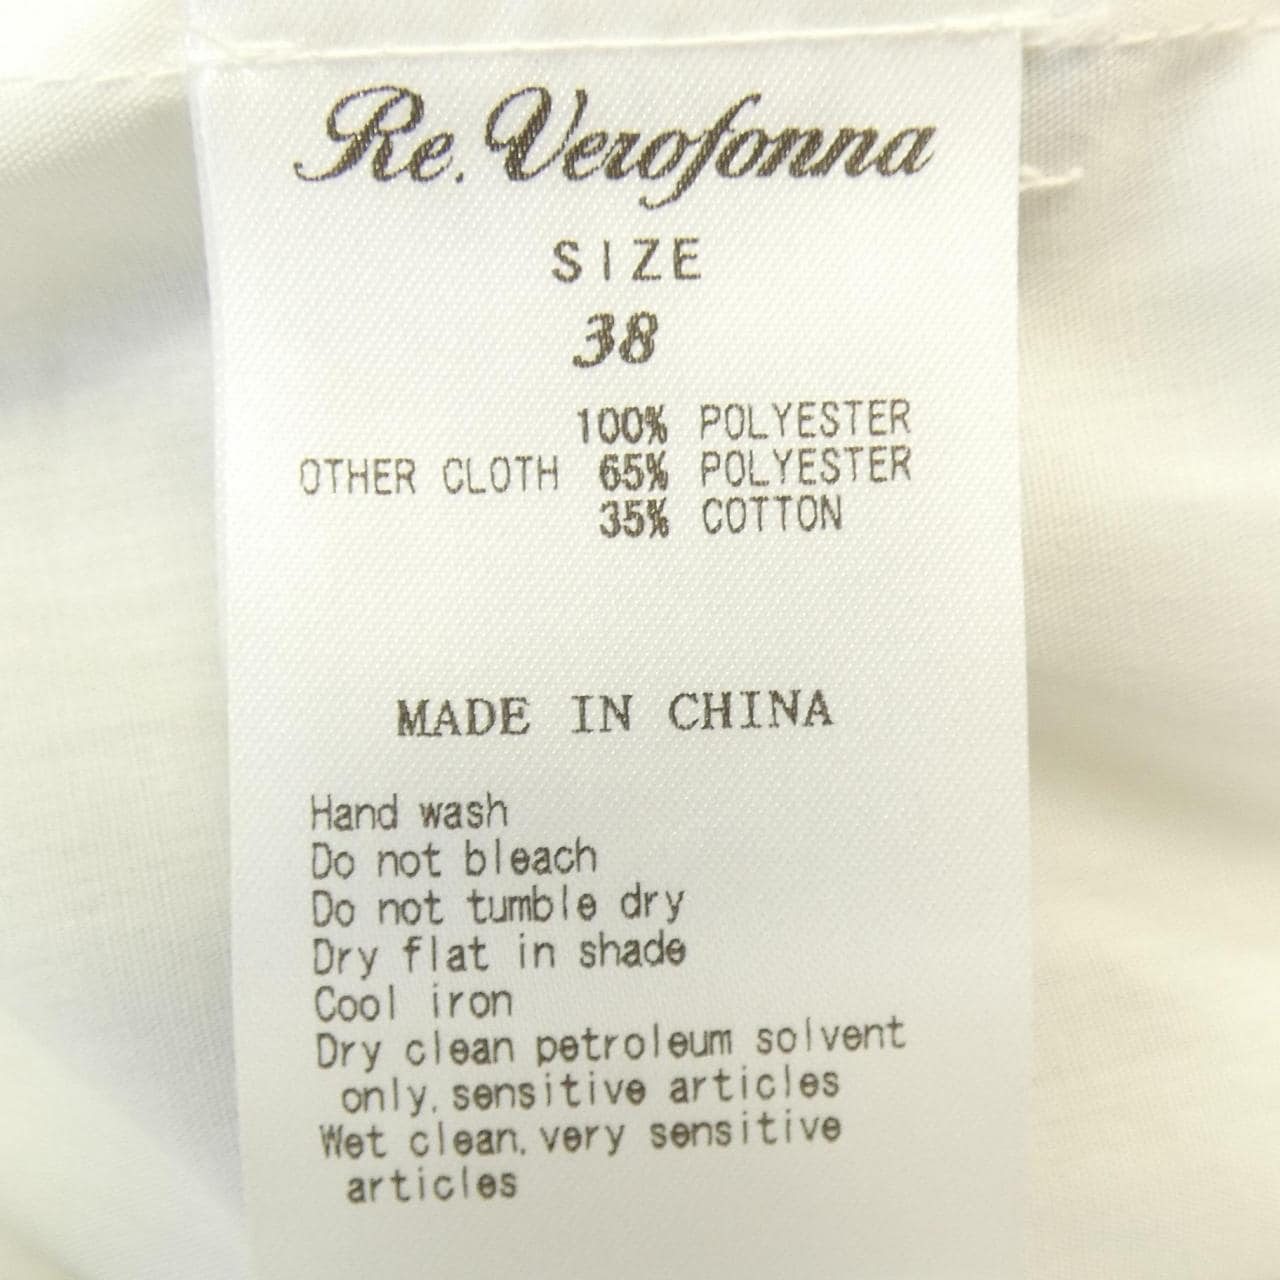 Re. Verofonna
SIZE
38
100% POLYESTER
OTHER CLOTH 65% POLYESTER
35% COTTON
MADE IN CHINA
Hand wash
Do not bleach
Do not tumble dry
Dry flat in shade
Cool iron
Dry clean petroleum solvent
only, sensitive articles
Wet clean, very sensitive
articles